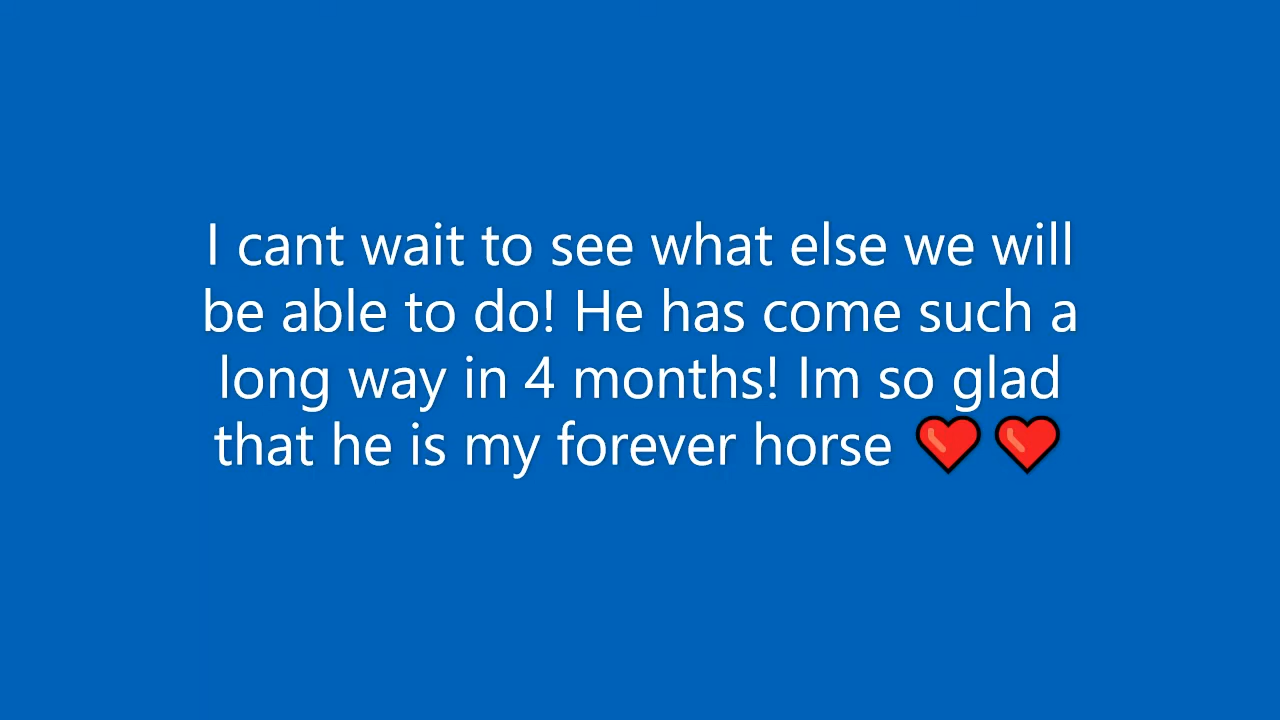 I cant wait to see what else we will
be able to do! He has come such a
long way in 4 months! Im so glad
that he is my forever horse ❤️❤️